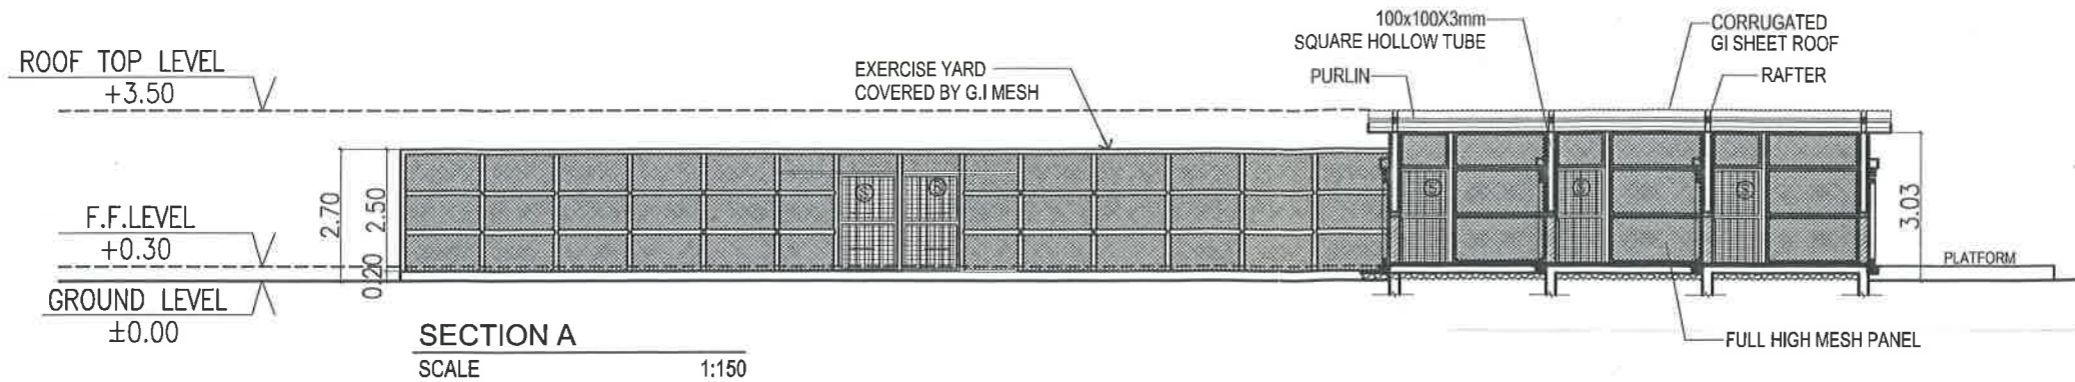 ROOF TOP LEVEL
+3.50
F.F.LEVEL
+0.30
GROUND LEVEL
±0.00
2.70
2.50
0.20
EXERCISE YARD
COVERED BY G.I MESH
100x100X3mm
SQUARE HOLLOW TUBE
PURLIN
CORRUGATED
GI SHEET ROOF
RAFTER
S
S
S
S
3.03
PLATFORM
FULL HIGH MESH PANEL
SECTION A
SCALE 1:150